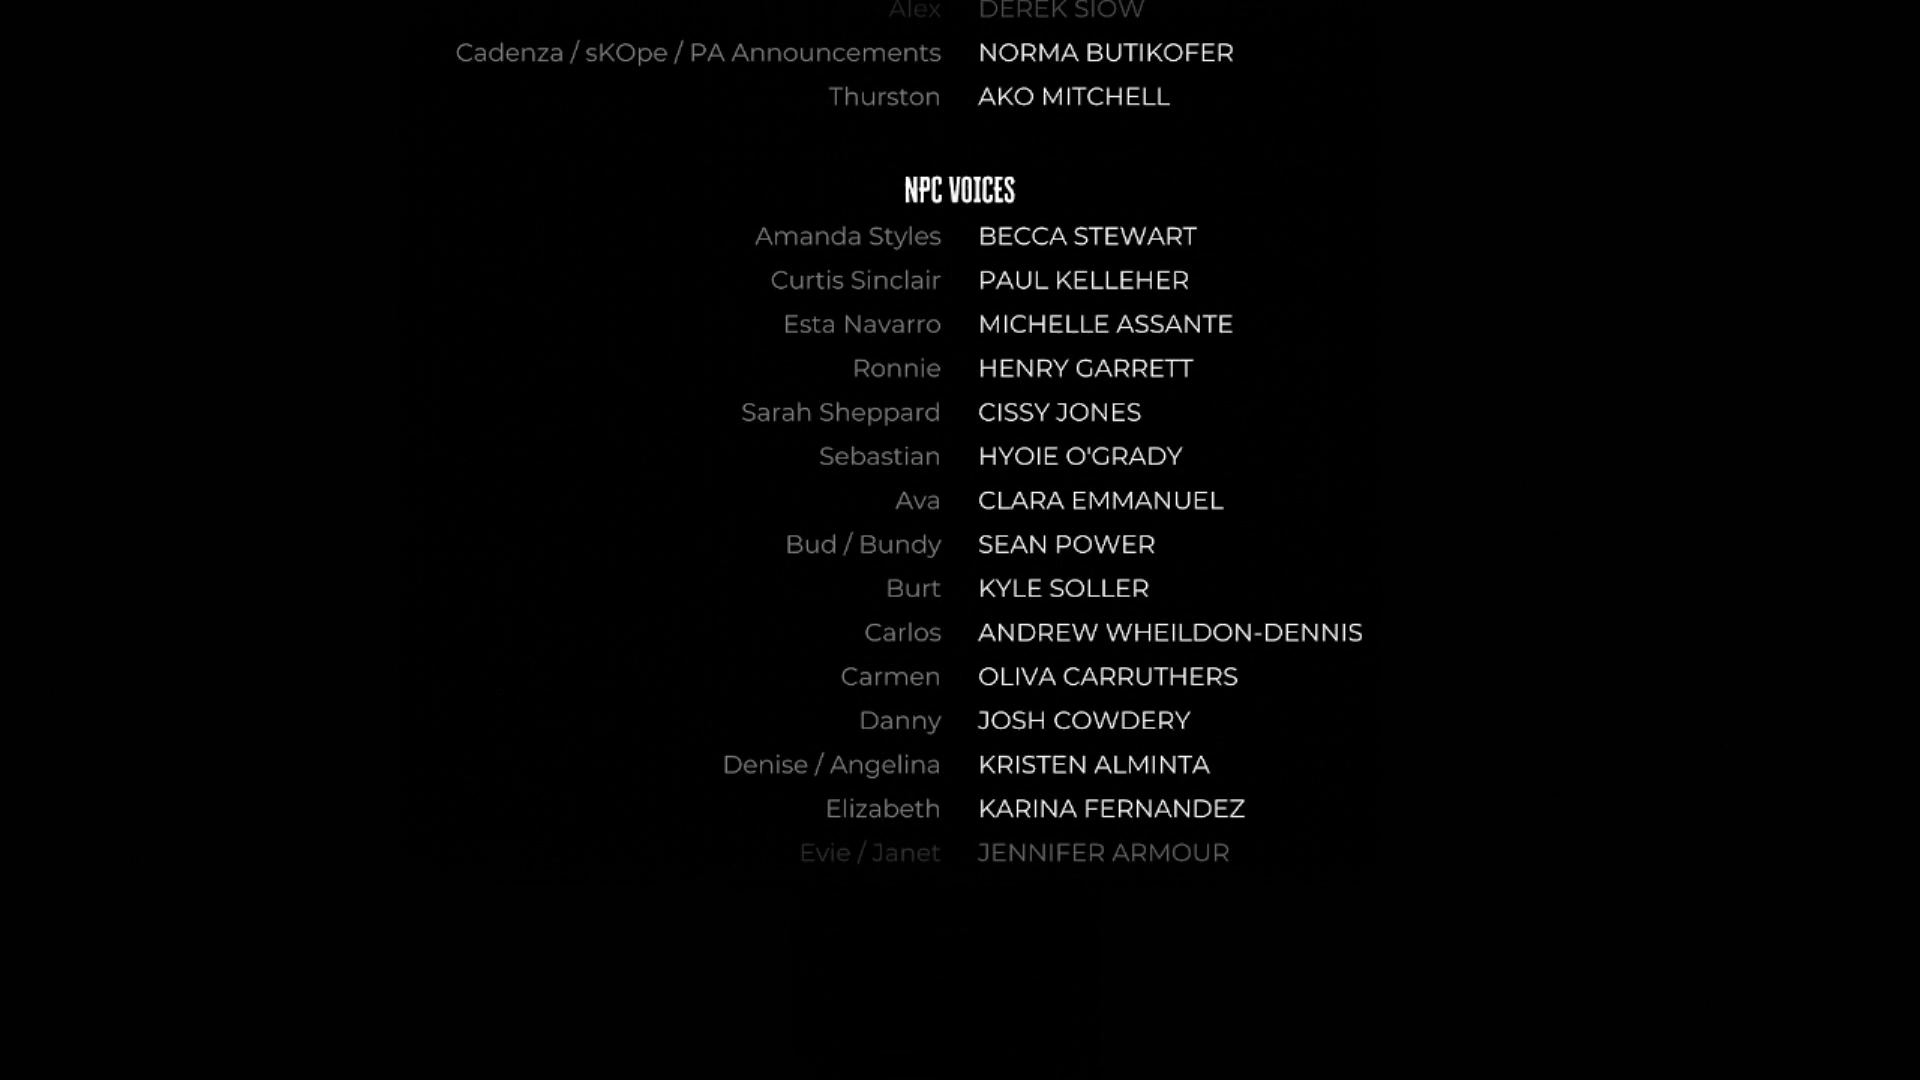 Alex DEREK SIOW
Cadenza / sKOpe / PA Announcements NORMA BUTIKOFER
Thurston AKO MITCHELL
NPC VOICES
Amanda Styles BECCA STEWART
Curtis Sinclair PAUL KELLEHER
Esta Navarro MICHELLE ASSANTE
Ronnie HENRY GARRETT
Sarah Sheppard CISSY JONES
Sebastian HYOIE O'GRADY
Ava CLARA EMMANUEL
Bud / Bundy SEAN POWER
Burt KYLE SOLLER
Carlos ANDREW WHEILDON-DENNIS
Carmen OLIVA CARRUTHERS
Danny JOSH COWDERY
Denise / Angelina KRISTEN ALMINTA
Elizabeth KARINA FERNANDEZ
Evie / Janet JENNIFER ARMOUR